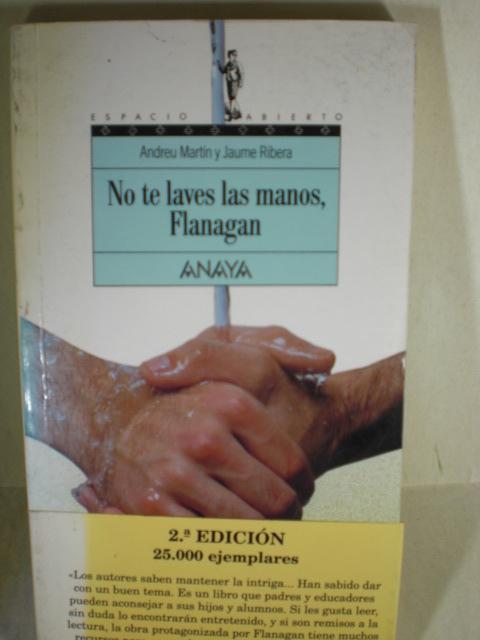 ESPACIO ABIERTO
Andreu Martín y Jaume Ribera
No te laves las manos,
Flanagan
ANAYA
2.ª EDICIÓN
25.000 ejemplares
«Los autores saben mantener la intriga... Han sabido dar
con un buen tema. Es un libro que padres y educadores
pueden aconsejar a sus hijos y alumnos. Si les gusta leer,
sin duda lo encontrarán entretenido, y si son remisos a la
lectura, la obra protagonizada por Flanagan tiene muchos
recursos